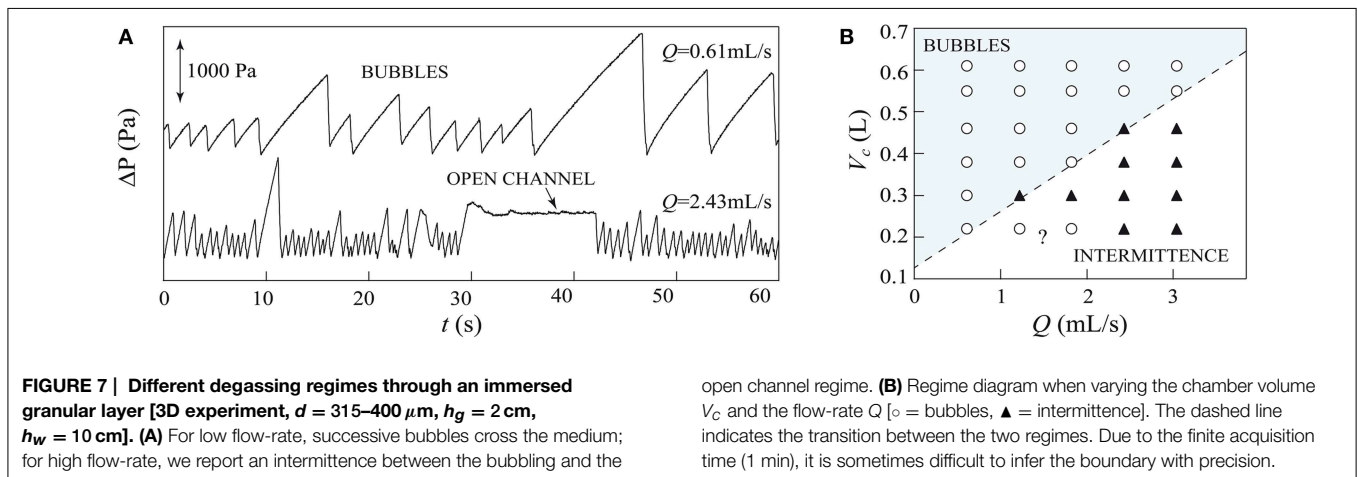 A
1000 Pa
BUBBLES
Q=0.61mL/s
ΔP (Pa)
OPEN CHANNEL
Q=2.43mL/s
0 10 20 30 40 50 60
t (s)
B
BUBBLES
0.7
0.6
0.5
0.4
0.3
0.2
0.1
V_c (L)
?
INTERMITTENCE
0 1 2 3
Q (mL/s)
FIGURE 7 | Different degassing regimes through an immersed
granular layer [3D experiment, d = 315–400 μm, h_g = 2 cm,
h_w = 10 cm]. (A) For low flow-rate, successive bubbles cross the medium;
for high flow-rate, we report an intermittence between the bubbling and the
open channel regime. (B) Regime diagram when varying the chamber volume
V_C and the flow-rate Q [○ = bubbles, ▲ = intermittence]. The dashed line
indicates the transition between the two regimes. Due to the finite acquisition
time (1 min), it is sometimes difficult to infer the boundary with precision.